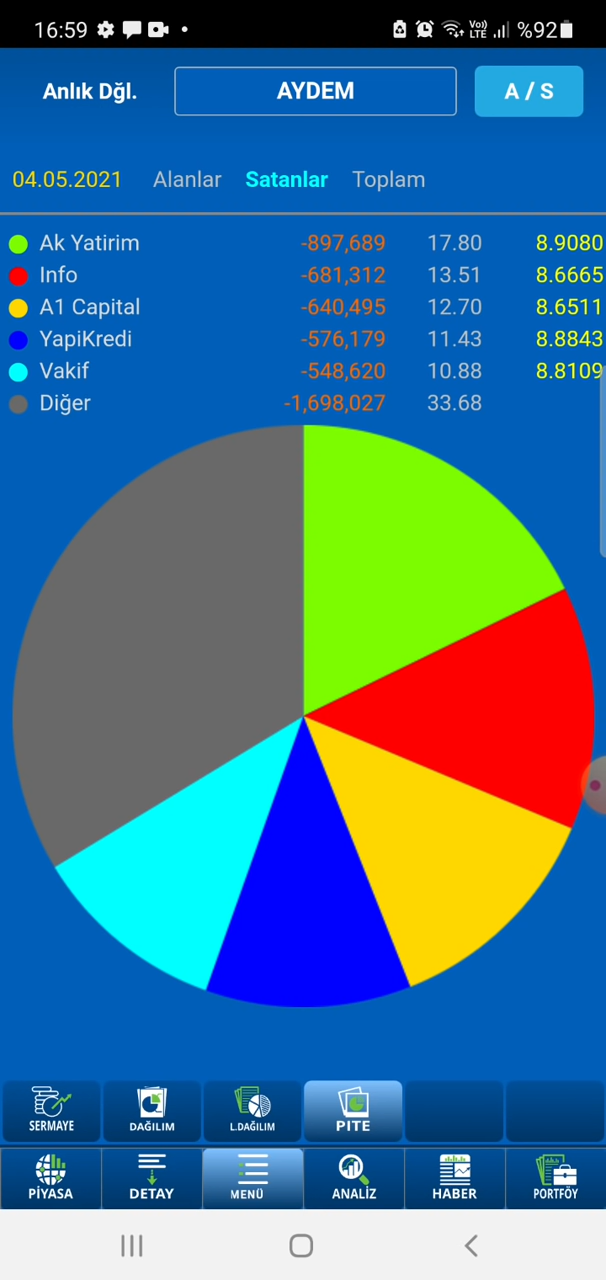 16:59 Vo)) LTE %92
Anlık Dğl. AYDEM A / S
04.05.2021 Alanlar Satanlar Toplam
Ak Yatirim -897,689 17.80 8.9080
Info -681,312 13.51 8.6665
A1 Capital -640,495 12.70 8.6511
YapiKredi -576,179 11.43 8.8843
Vakif -548,620 10.88 8.8109
Diğer -1,698,027 33.68
SERMAYE DAĞILIM L.DAĞILIM PITE
PİYASA DETAY MENÜ ANALİZ HABER PORTFÖY